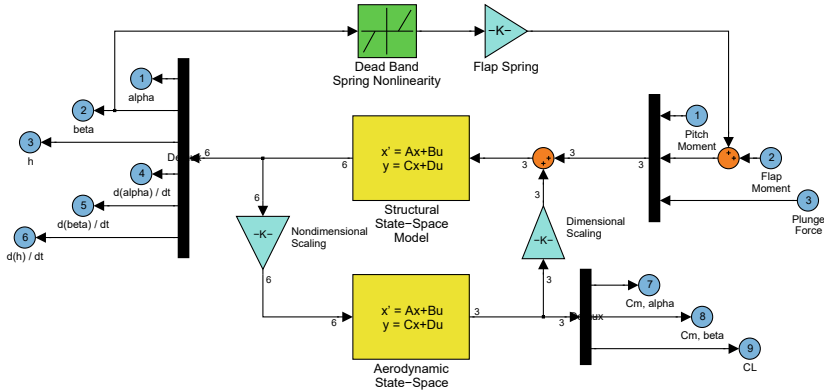 −K−
Dead Band
Spring Nonlinearity
Flap Spring
1
alpha
2
beta
3
h
4
d(alpha) / dt
5
d(beta) / dt
6
d(h) / dt
6
6
x' = Ax+Bu
y = Cx+Du
Structural
State−Space
Model
3
3
3
1
Pitch
Moment
2
Flap
Moment
3
Plunge
Force
6
−K−
Nondimensional
Scaling
6
3
−K−
Dimensional
Scaling
3
6
x' = Ax+Bu
y = Cx+Du
Aerodynamic
State−Space
3
3
7
Cm, alpha
8
Cm, beta
9
CL